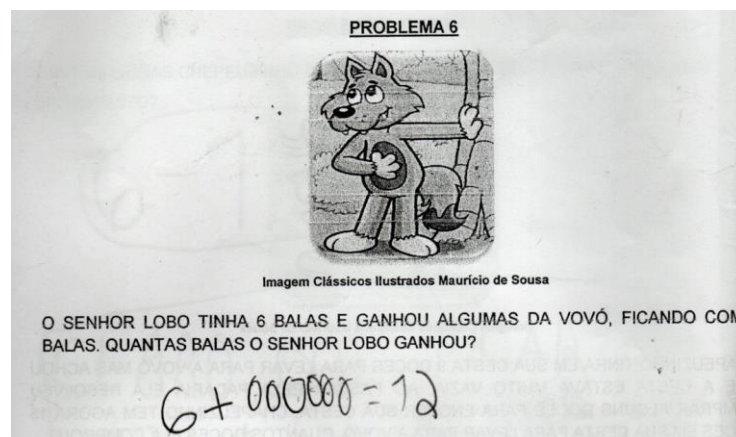 PROBLEMA 6
Imagem Clássicos Ilustrados Maurício de Sousa
O SENHOR LOBO TINHA 6 BALAS E GANHOU ALGUMAS DA VOVÓ, FICANDO COM
BALAS. QUANTAS BALAS O SENHOR LOBO GANHOU?
6+000000=12